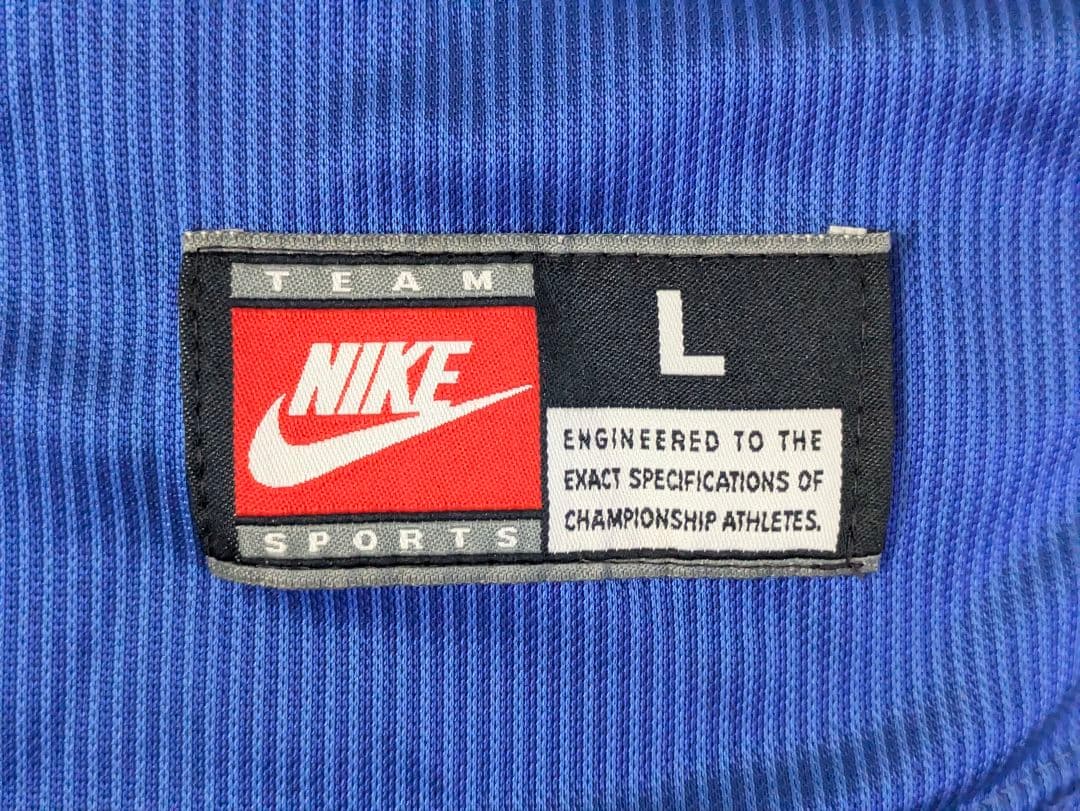 TEAM
NIKE
SPORTS
L
ENGINEERED TO THE
EXACT SPECIFICATIONS OF
CHAMPIONSHIP ATHLETES.